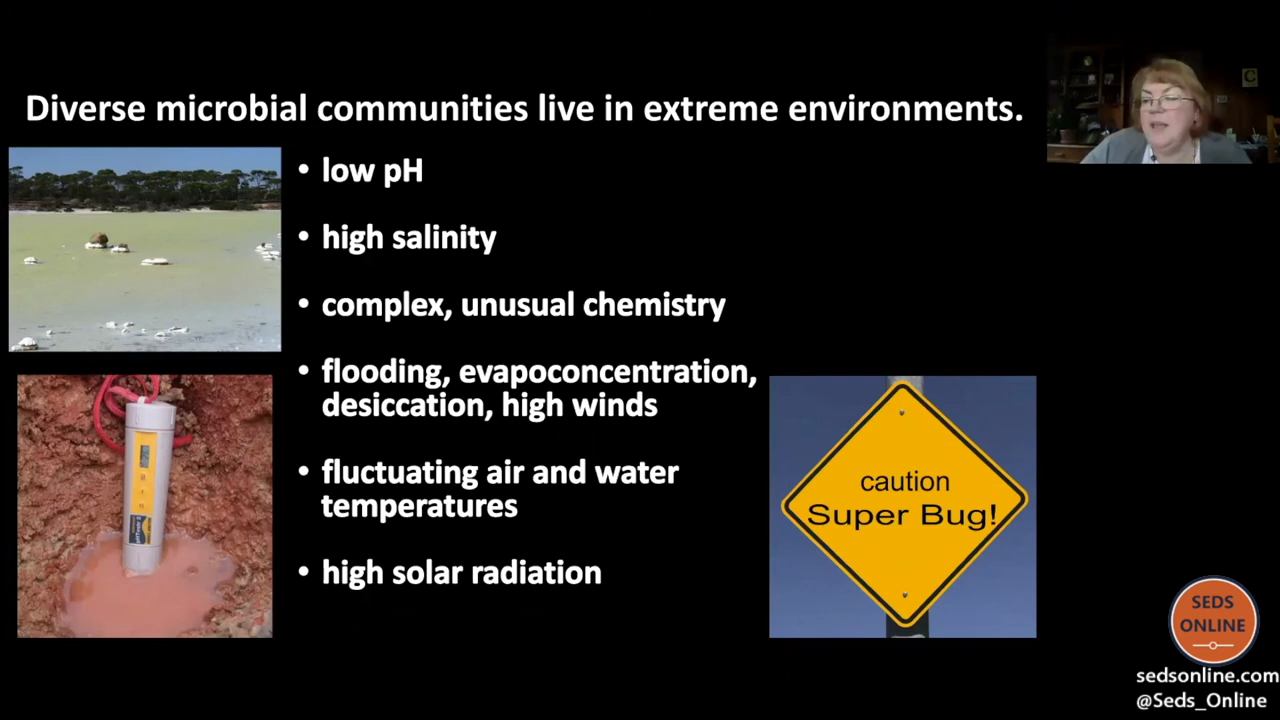 Diverse microbial communities live in extreme environments.
• low pH
• high salinity
• complex, unusual chemistry
• flooding, evapoconcentration,
desiccation, high winds
• fluctuating air and water
temperatures
• high solar radiation
caution
Super Bug!
SEDS
ONLINE
sedsonline.com
@Seds_Online